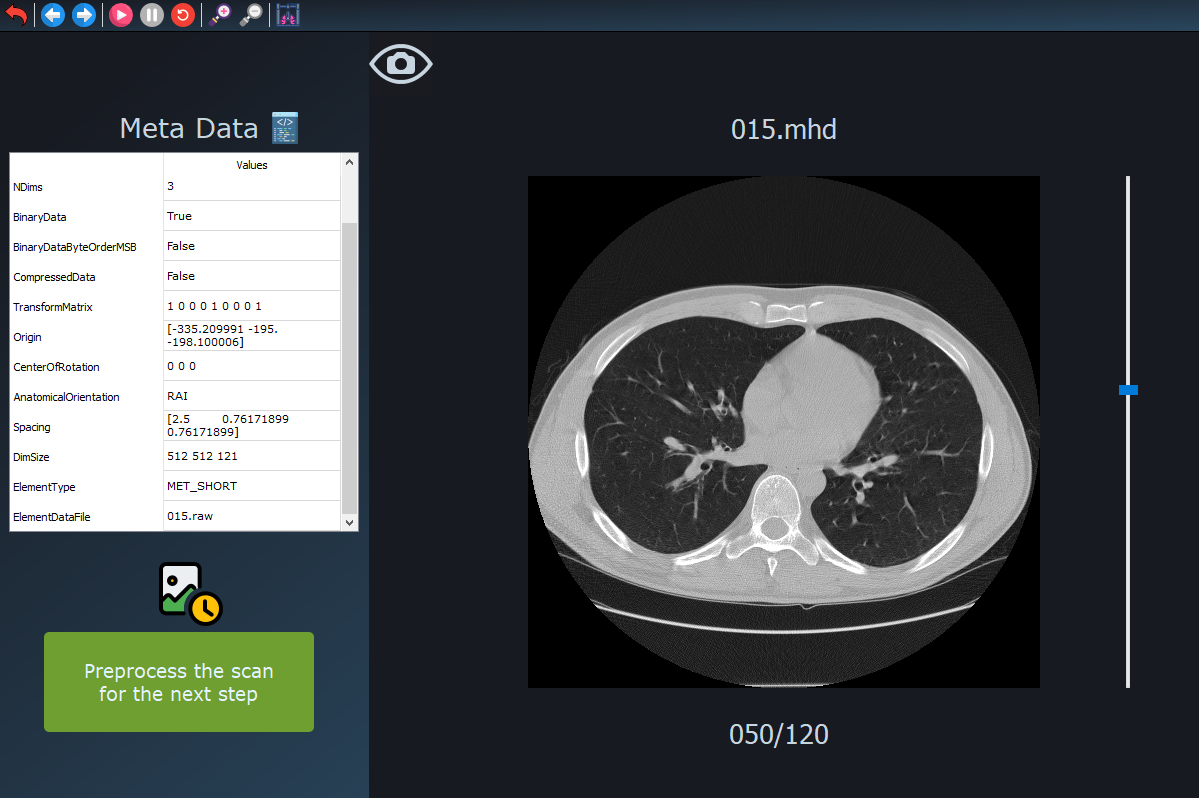 Meta Data
Values
NDims 3
BinaryData True
BinaryDataByteOrderMSB False
CompressedData False
TransformMatrix 1 0 0 0 1 0 0 0 1
Origin [-335.209991 -195.
-198.100006]
CenterOfRotation 0 0 0
AnatomicalOrientation RAI
Spacing [2.5 0.76171899
0.76171899]
DimSize 512 512 121
ElementType MET_SHORT
ElementDataFile 015.raw
Preprocess the scan
for the next step
015.mhd
050/120